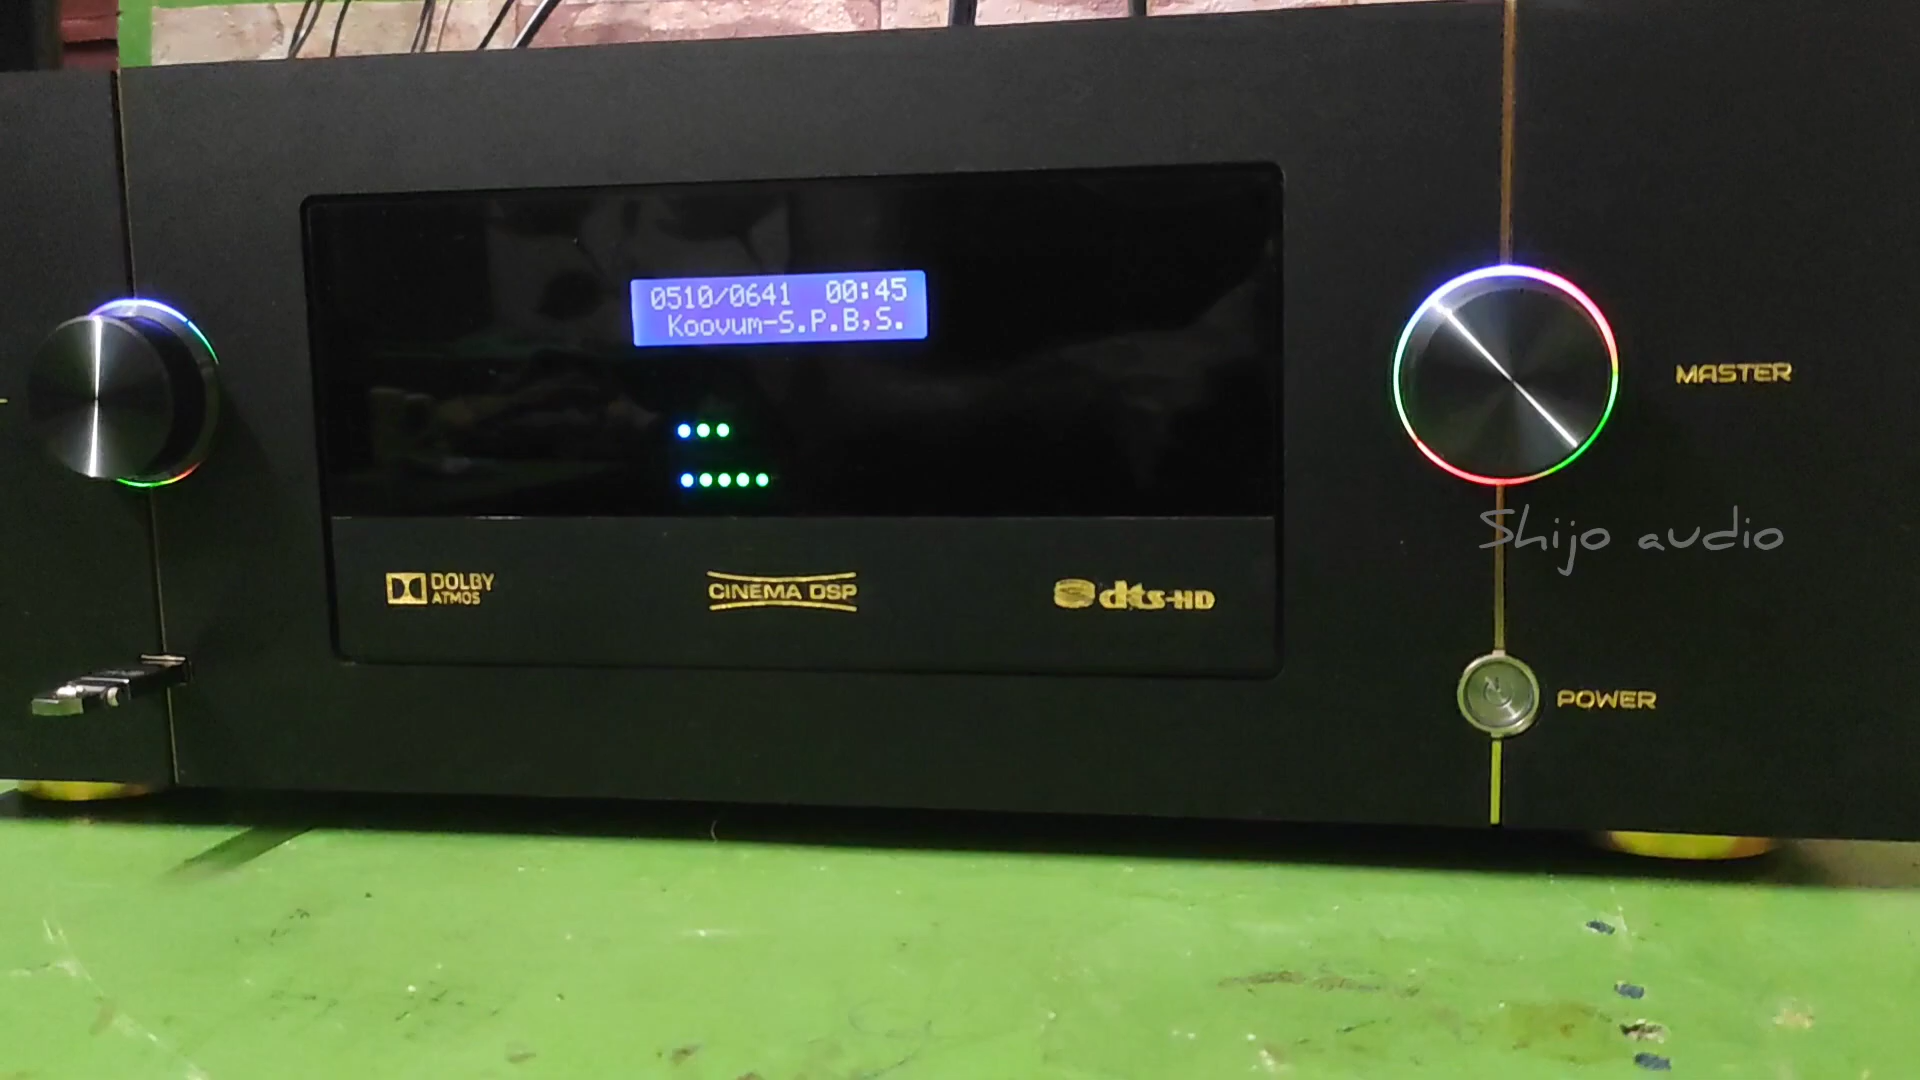 0510/0641 00:45
Koovum-S.P.B,S.
MASTER
Shijo audio
DOLBY
ATMOS
CINEMA DSP
dts-HD
POWER